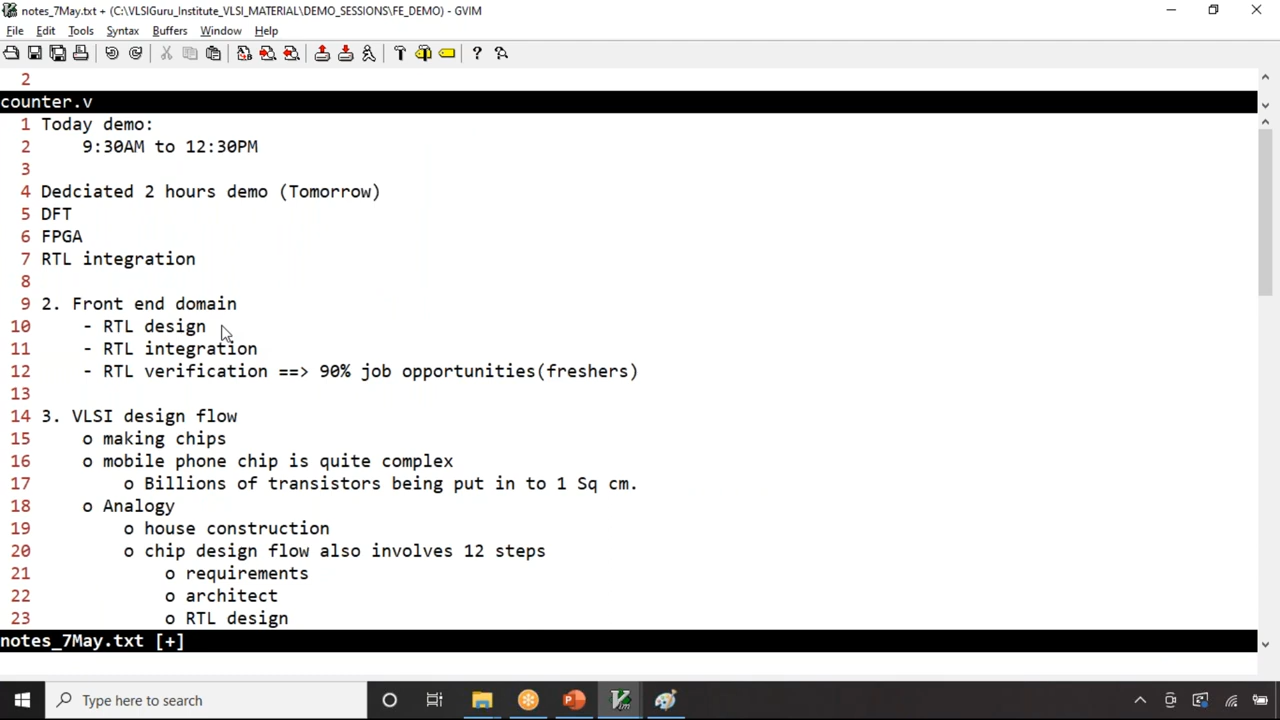 notes_7May.txt + (C:\VLSIGuru_Institute_VLSI_MATERIAL\DEMO_SESSIONS\FE_DEMO) - GVIM
File Edit Tools Syntax Buffers Window Help
2
counter.v
1 Today demo:
2 9:30AM to 12:30PM
3
4 Dedciated 2 hours demo (Tomorrow)
5 DFT
6 FPGA
7 RTL integration
8
9 2. Front end domain
10 - RTL design
11 - RTL integration
12 - RTL verification ==> 90% job opportunities(freshers)
13
14 3. VLSI design flow
15 o making chips
16 o mobile phone chip is quite complex
17 o Billions of transistors being put in to 1 Sq cm.
18 o Analogy
19 o house construction
20 o chip design flow also involves 12 steps
21 o requirements
22 o architect
23 o RTL design
notes_7May.txt [+]
Type here to search